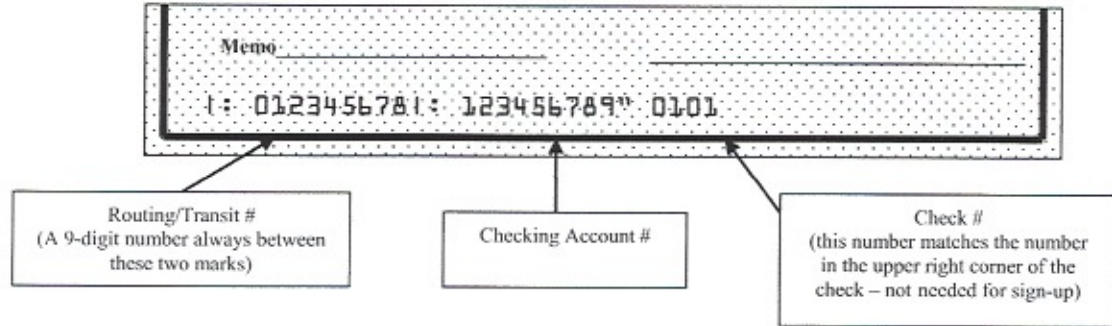 Memo
|: 012345678|: 123456789" 0101
Routing/Transit #
(A 9-digit number always between
these two marks)
Checking Account #
Check #
(this number matches the number
in the upper right corner of the
check – not needed for sign-up)